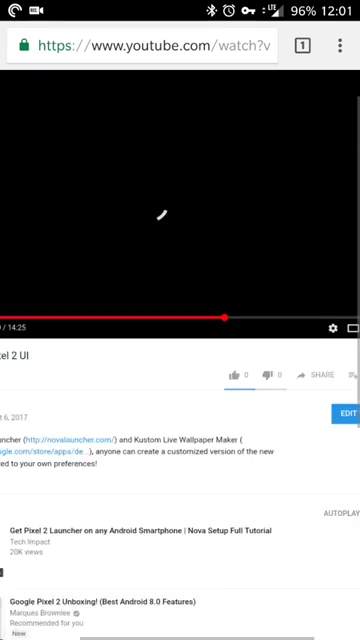 96% 12:01
https://www.youtube.com/watch?v
1
/ 14:25
xel 2 UI
0
0
SHARE
t 6, 2017
EDIT
uncher (http://novalauncher.com/) and Kustom Live Wallpaper Maker (
ogle.com/store/apps/de...), anyone can create a customized version of the new
red to your own preferences!
AUTOPLAY
Get Pixel 2 Launcher on any Android Smartphone | Nova Setup Full Tutorial
Tech Impact
20K views
Google Pixel 2 Unboxing! (Best Android 8.0 Features)
Marques Brownlee
Recommended for you
New